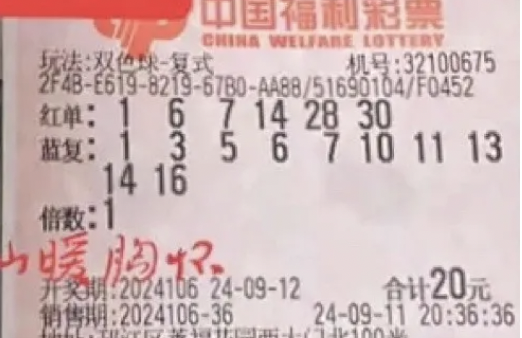 中国福利彩票
CHINA WELFARE LOTTERY
玩法:双色球-复式 机号:32100675
2F4B-E619-8219-67B0-AA88/51690104/F0452
红单: 1 6 7 14 28 30
蓝复: 1 3 5 6 7 10 11 13
14 16
倍数:1
山暖胸怀
开奖期:2024106 24-09-12 合计20元
销售期:2024106-36 24-09-11 20:36:36